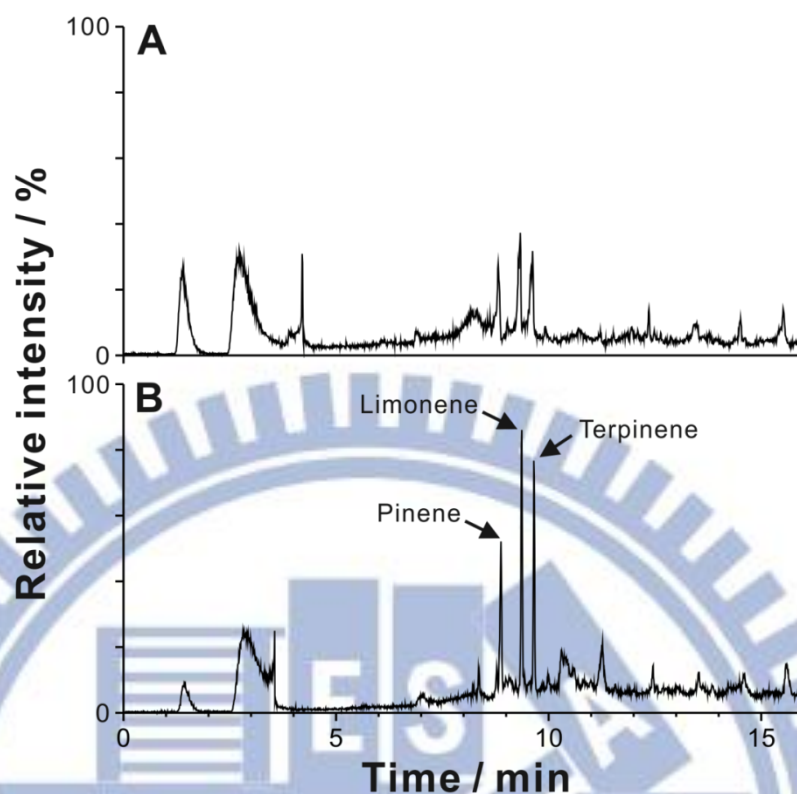 Relative intensity / %
100
A
0
100
B
Limonene
Terpinene
Pinene
0
0 5 10 15
Time / min
E S A